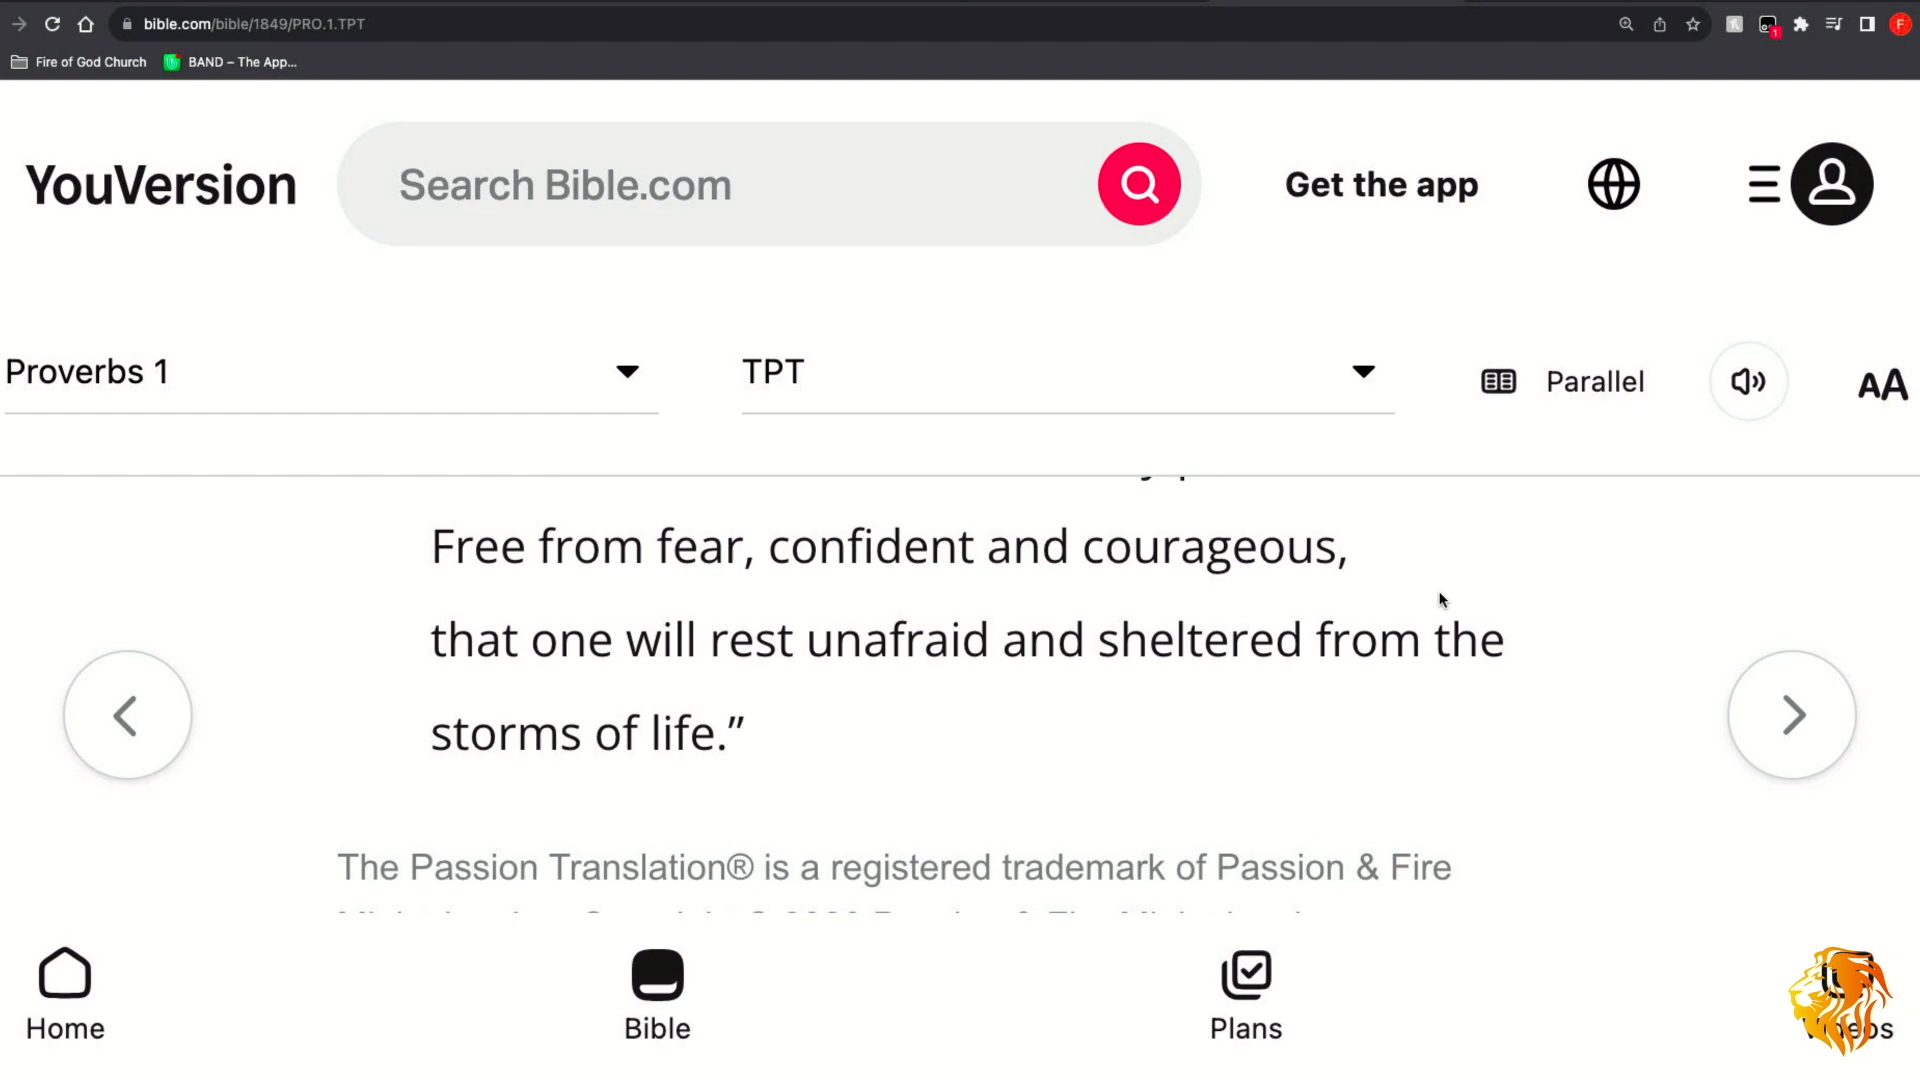 bible.com/bible/1849/PRO.1.TPT
Fire of God Church
BAND – The App...
YouVersion
Search Bible.com
Get the app
Proverbs 1
TPT
Parallel
AA
Free from fear, confident and courageous,
that one will rest unafraid and sheltered from the
storms of life.”
The Passion Translation® is a registered trademark of Passion & Fire
Home
Bible
Plans